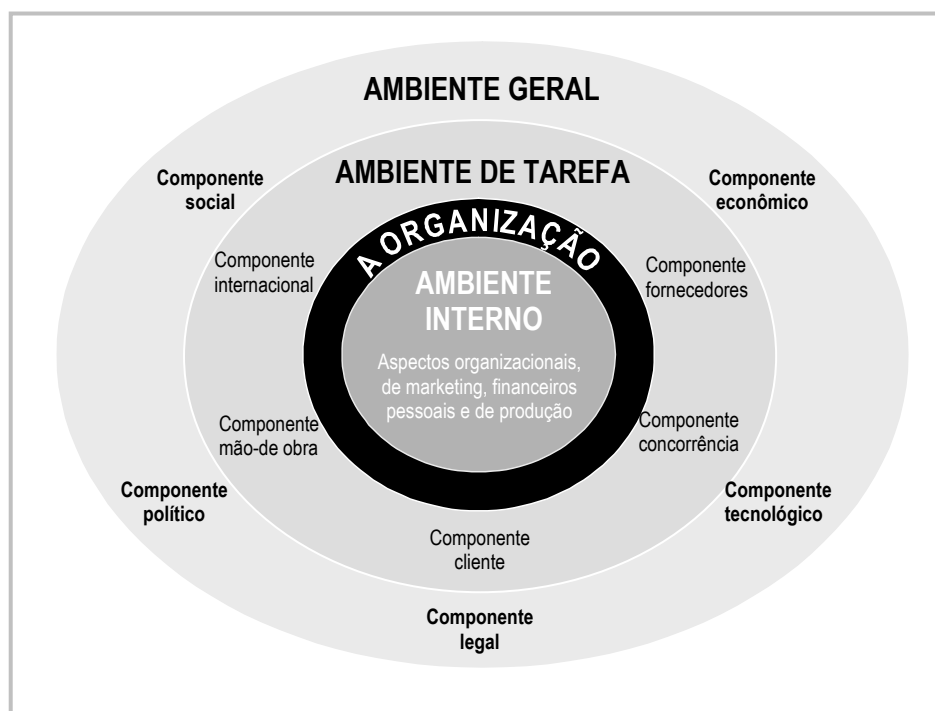 AMBIENTE GERAL
AMBIENTE DE TAREFA
Componente
social
Componente
econômico
A ORGANIZAÇÃO
Componente
internacional
Componente
fornecedores
AMBIENTE
INTERNO
Aspectos organizacionais,
de marketing, financeiros
pessoais e de produção
Componente
mão-de obra
Componente
concorrência
Componente
político
Componente
tecnológico
Componente
cliente
Componente
legal